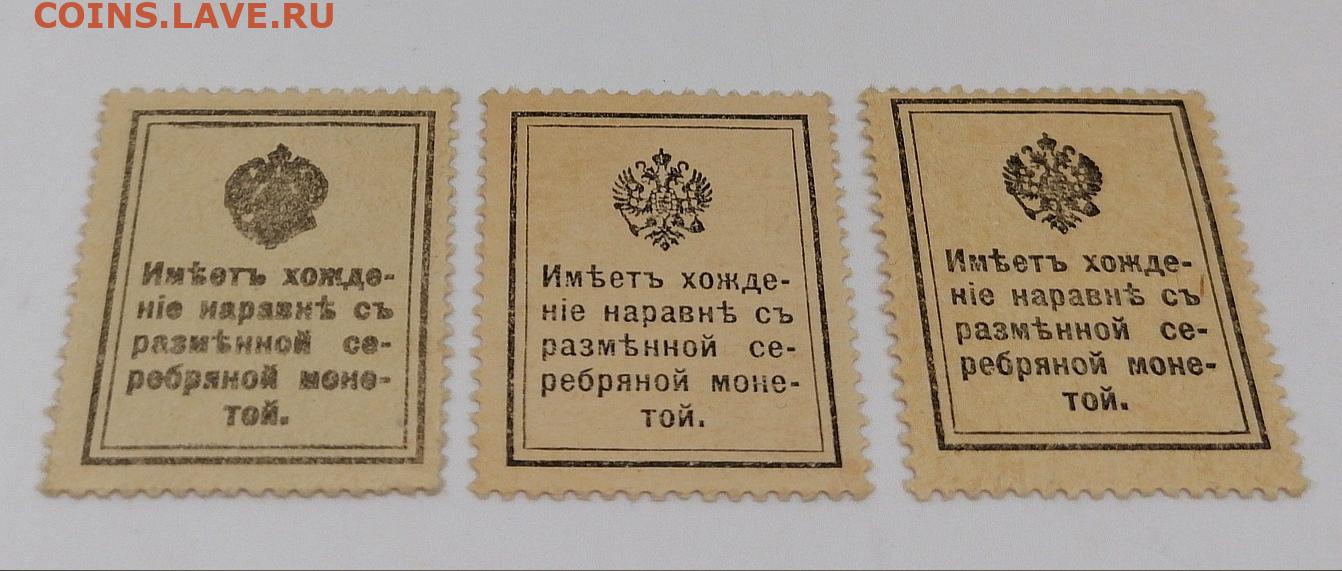 COINS.LAVE.RU
Имѣетъ хожде-
ніе наравнѣ съ
размѣнной се-
ребряной моне-
той.
Имѣетъ хожде-
ніе наравнѣ съ
размѣнной се-
ребряной моне-
той.
Имѣетъ хожде-
ніе наравнѣ съ
размѣнной се-
ребряной моне-
той.